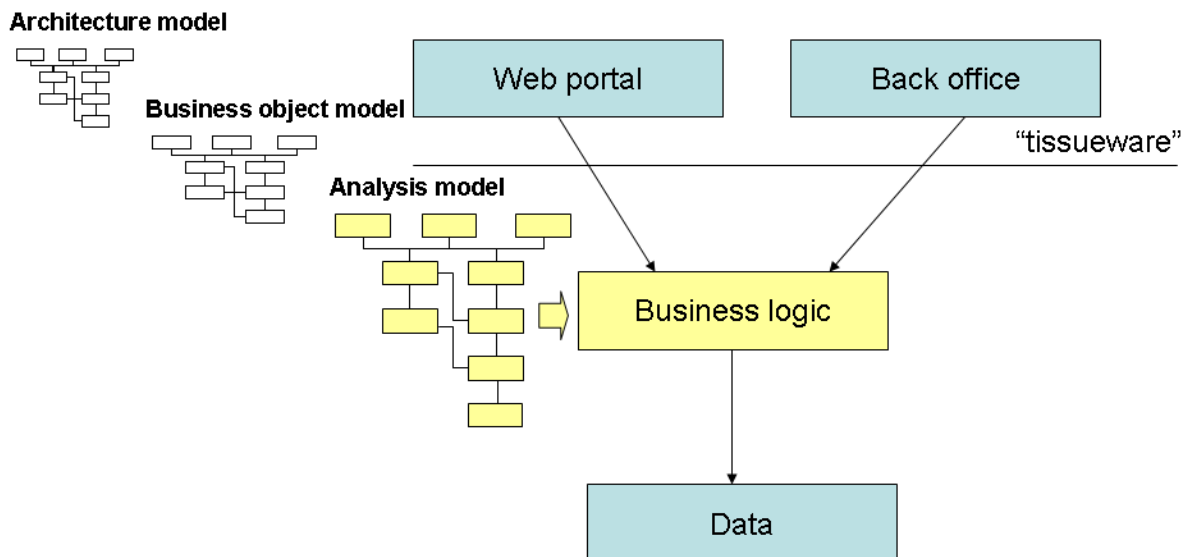 Architecture model
Web portal
Back office
Business object model
“tissueware”
Analysis model
Business logic
Data